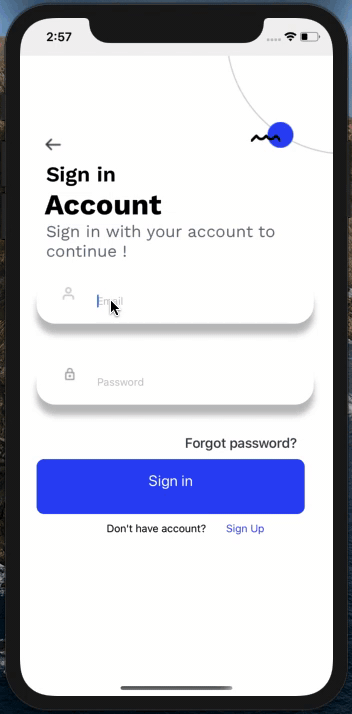 2:57
Sign in
Account
Sign in with your account to
continue !
Email
Password
Forgot password?
Sign in
Don't have account? Sign Up